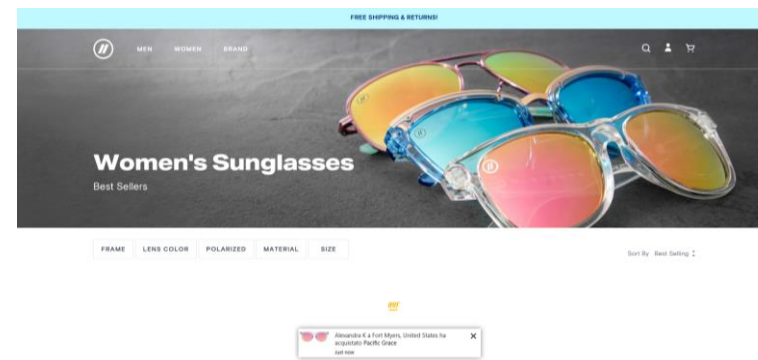 FREE SHIPPING & RETURNS!
MEN WOMEN BRAND
Women's Sunglasses
Best Sellers
FRAME LENS COLOR POLARIZED MATERIAL SIZE
Sort By Best Selling
Alexandra K a Fort Myers, United States ha
acquistato Pacific Grace
Just now